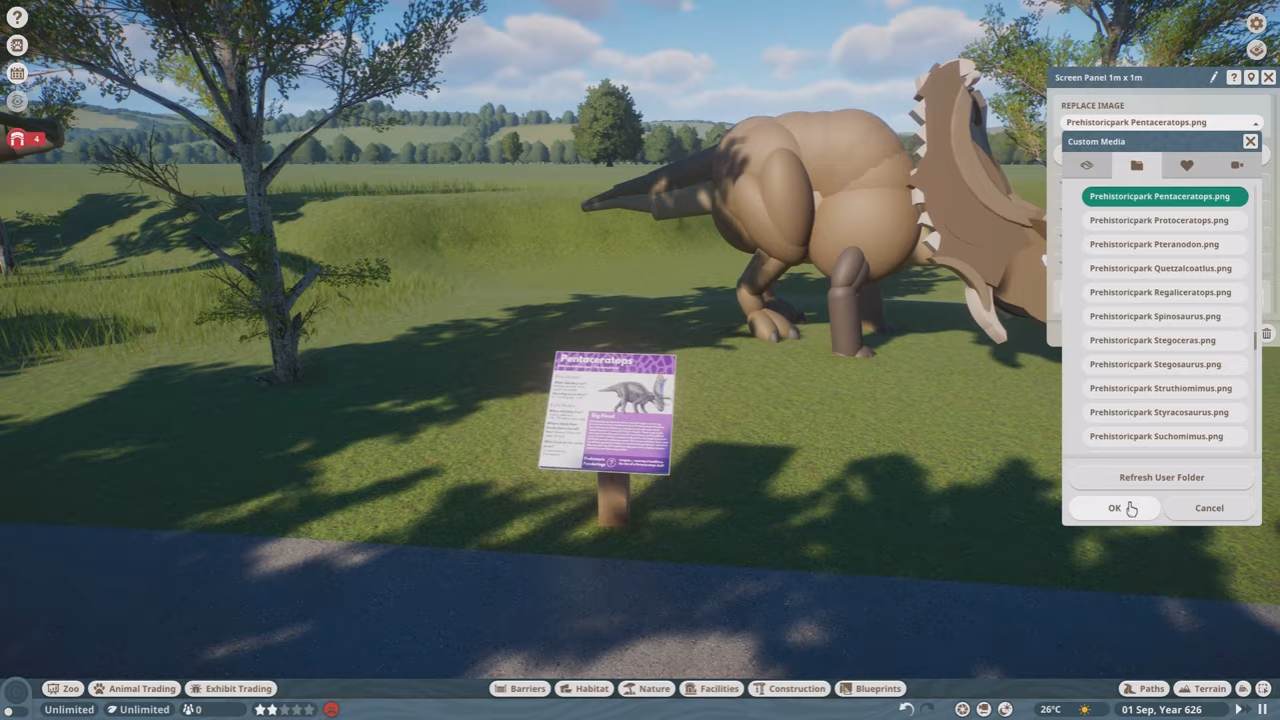 4
Screen Panel 1m x 1m
REPLACE IMAGE
Prehistoricpark Pentaceratops.png
Custom Media
Prehistoricpark Pentaceratops.png
Prehistoricpark Protoceratops.png
Prehistoricpark Pteranodon.png
Prehistoricpark Quetzalcoatlus.png
Prehistoricpark Regaliceratops.png
Prehistoricpark Spinosaurus.png
Prehistoricpark Stegoceras.png
Prehistoricpark Stegosaurus.png
Prehistoricpark Struthiomimus.png
Prehistoricpark Styracosaurus.png
Prehistoricpark Suchomimus.png
Refresh User Folder
OK
Cancel
Pentaceratops
Zoo
Animal Trading
Exhibit Trading
Barriers
Habitat
Nature
Facilities
Construction
Blueprints
Paths
Terrain
Unlimited
Unlimited
0
26°C
01 Sep, Year 626